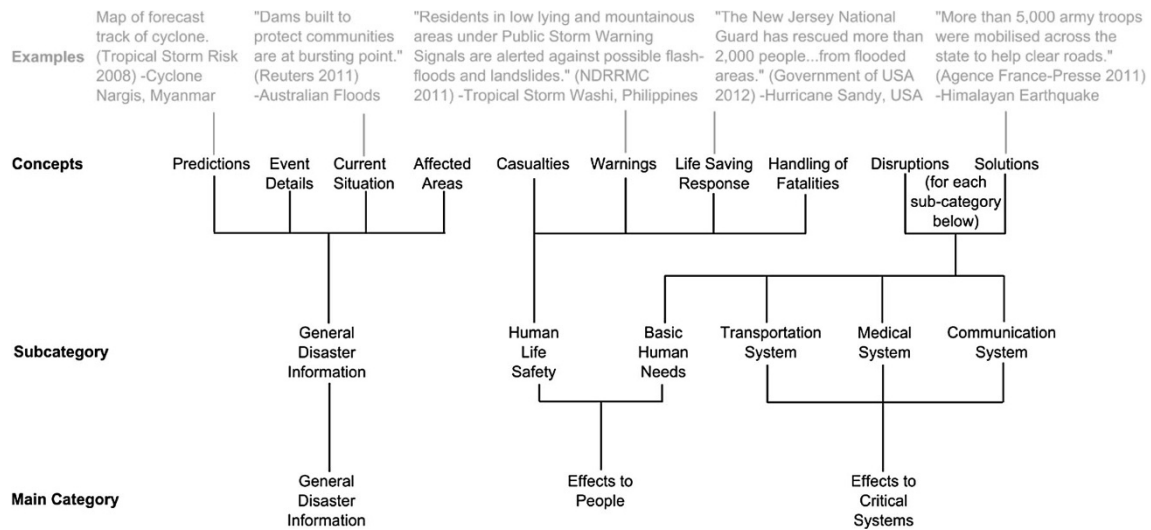 Examples
Map of forecast
track of cyclone.
(Tropical Storm Risk
2008) -Cyclone
Nargis, Myanmar
"Dams built to
protect communities
are at bursting point."
(Reuters 2011)
-Australian Floods
"Residents in low lying and mountainous
areas under Public Storm Warning
Signals are alerted against possible flash-
floods and landslides." (NDRRMC
2011) -Tropical Storm Washi, Philippines
"The New Jersey National
Guard has rescued more than
2,000 people...from flooded
areas." (Government of USA
2012) -Hurricane Sandy, USA
"More than 5,000 army troops
were mobilised across the
state to help clear roads."
(Agence France-Presse 2011)
-Himalayan Earthquake
Concepts
Predictions
Event
Details
Current
Situation
Affected
Areas
Casualties
Warnings
Life Saving
Response
Handling of
Fatalities
Disruptions
Solutions
(for each
sub-category
below)
Subcategory
General
Disaster
Information
Human
Life
Safety
Basic
Human
Needs
Transportation
System
Medical
System
Communication
System
Main Category
General
Disaster
Information
Effects to
People
Effects to
Critical
Systems